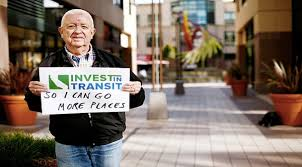 INVEST IN
TRANSIT
SO I CAN GO
MORE PLACES